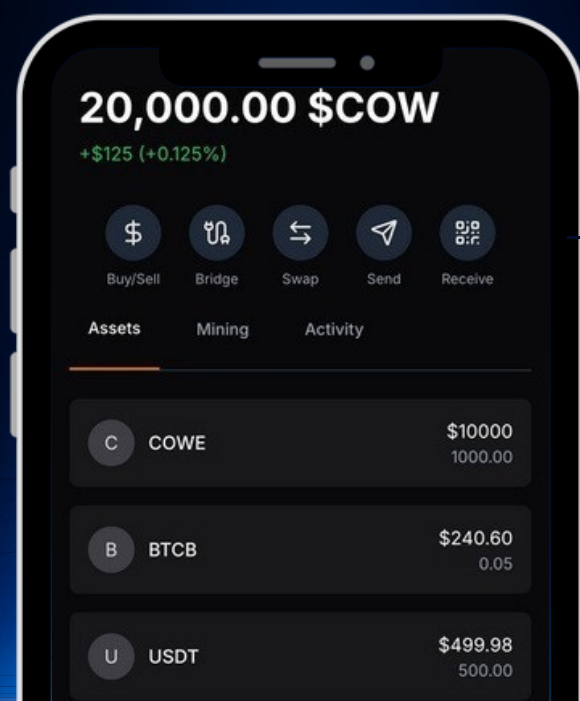 20,000.00 $COW
+$125 (+0.125%)
Buy/Sell Bridge Swap Send Receive
Assets Mining Activity
C COWE $10000
1000.00
B BTCB $240.60
0.05
U USDT $499.98
500.00